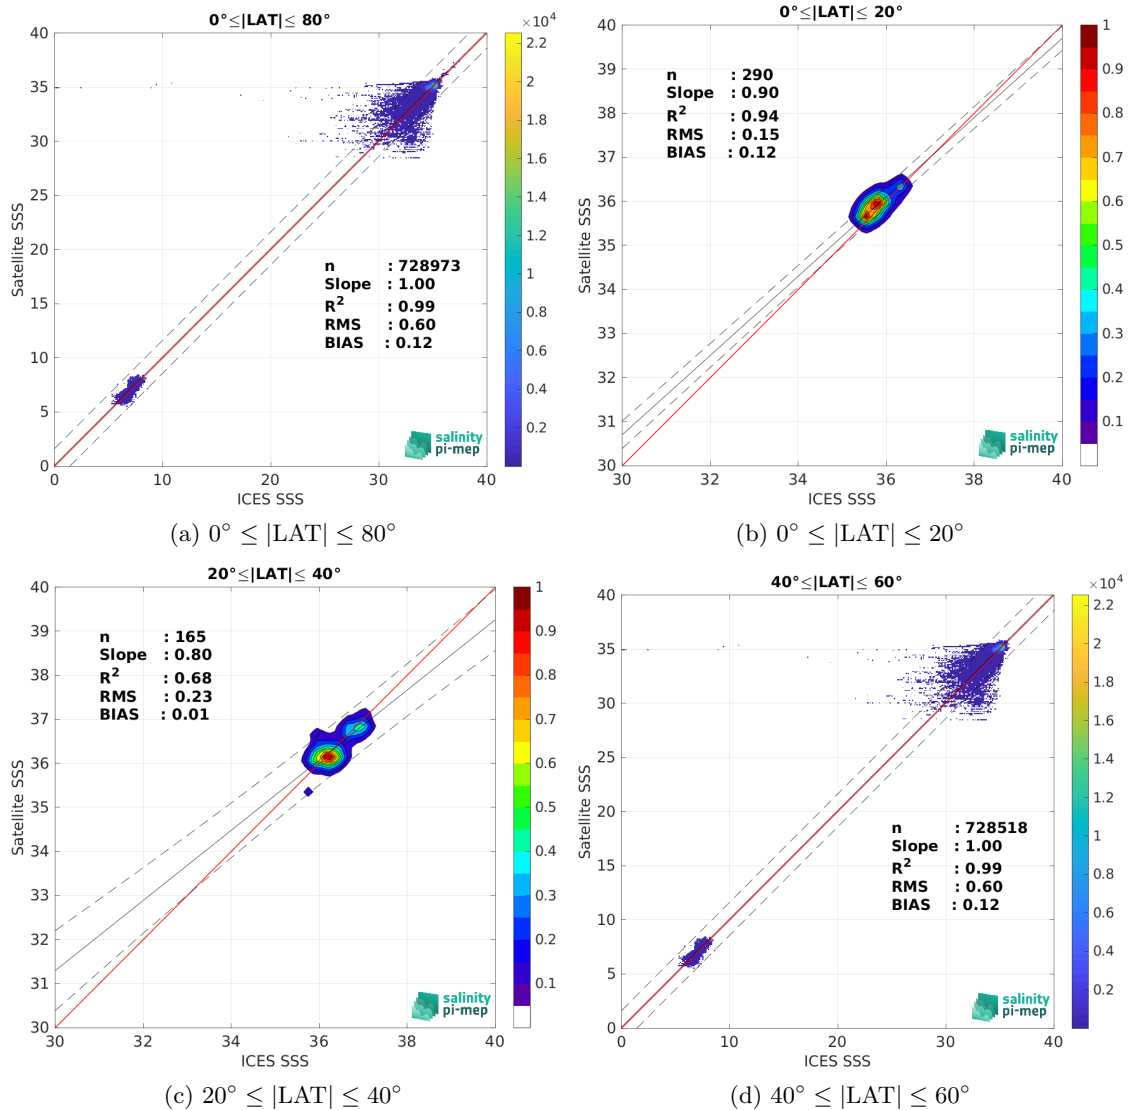 0°≤|LAT|≤ 80°
×10⁴
40
35
30
25
20
15
10
5
0
Satellite SSS
n : 728973
Slope : 1.00
R² : 0.99
RMS : 0.60
BIAS : 0.12
salinity
pi-mep
0 10 20 30 40
ICES SSS
2.2
2
1.8
1.6
1.4
1.2
1
0.8
0.6
0.4
0.2
(a) 0° ≤ |LAT| ≤ 80°
0°≤|LAT|≤ 20°
40
39
38
37
36
35
34
33
32
31
30
Satellite SSS
n : 290
Slope : 0.90
R² : 0.94
RMS : 0.15
BIAS : 0.12
salinity
pi-mep
30 32 34 36 38 40
ICES SSS
1
0.9
0.8
0.7
0.6
0.5
0.4
0.3
0.2
0.1
(b) 0° ≤ |LAT| ≤ 20°
20°≤|LAT|≤ 40°
40
39
38
37
36
35
34
33
32
31
30
Satellite SSS
n : 165
Slope : 0.80
R² : 0.68
RMS : 0.23
BIAS : 0.01
salinity
pi-mep
30 32 34 36 38 40
ICES SSS
1
0.9
0.8
0.7
0.6
0.5
0.4
0.3
0.2
0.1
(c) 20° ≤ |LAT| ≤ 40°
40°≤|LAT|≤ 60°
×10⁴
40
35
30
25
20
15
10
5
0
Satellite SSS
n : 728518
Slope : 1.00
R² : 0.99
RMS : 0.60
BIAS : 0.12
salinity
pi-mep
0 10 20 30 40
ICES SSS
2.2
2
1.8
1.6
1.4
1.2
1
0.8
0.6
0.4
0.2
(d) 40° ≤ |LAT| ≤ 60°